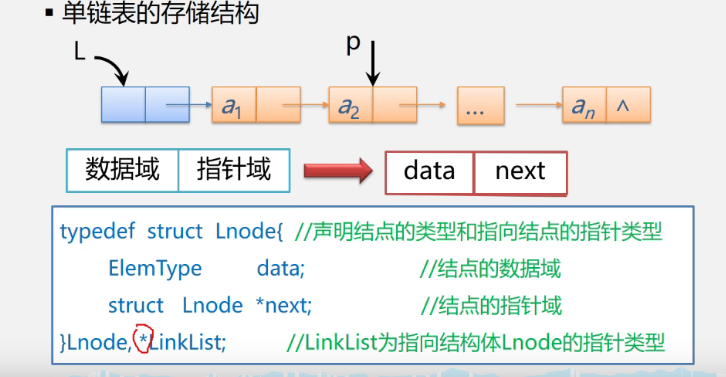 ▪ 单链表的存储结构
L
p
a1 a2 ... an ∧
数据域 指针域 data next
typedef struct Lnode{ //声明结点的类型和指向结点的指针类型
ElemType data; //结点的数据域
struct Lnode *next; //结点的指针域
}Lnode, *LinkList; //LinkList为指向结构体Lnode的指针类型